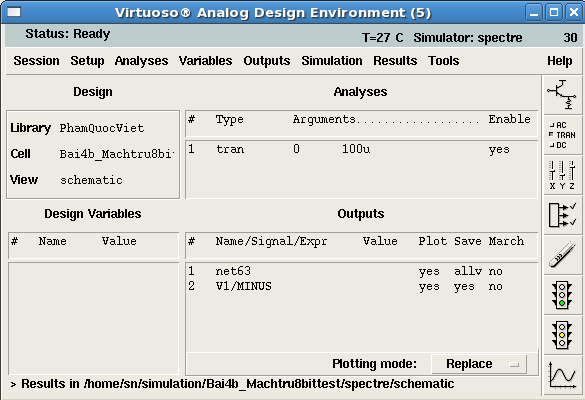 Virtuoso® Analog Design Environment (5)
Status: Ready T=27 C Simulator: spectre 30
Session Setup Analyses Variables Outputs Simulation Results Tools Help
Design
Library PhamQuocViet
Cell Bai4b_Machtru8bit
View schematic
Analyses
# Type Arguments................... Enable
1 tran 0 100u yes
AC
TRAN
DC
X Y Z
Design Variables
# Name Value
Outputs
# Name/Signal/Expr Value Plot Save March
1 net63 yes allv no
2 V1/MINUS yes yes no
Plotting mode: Replace
> Results in /home/sn/simulation/Bai4b_Machtru8bittest/spectre/schematic